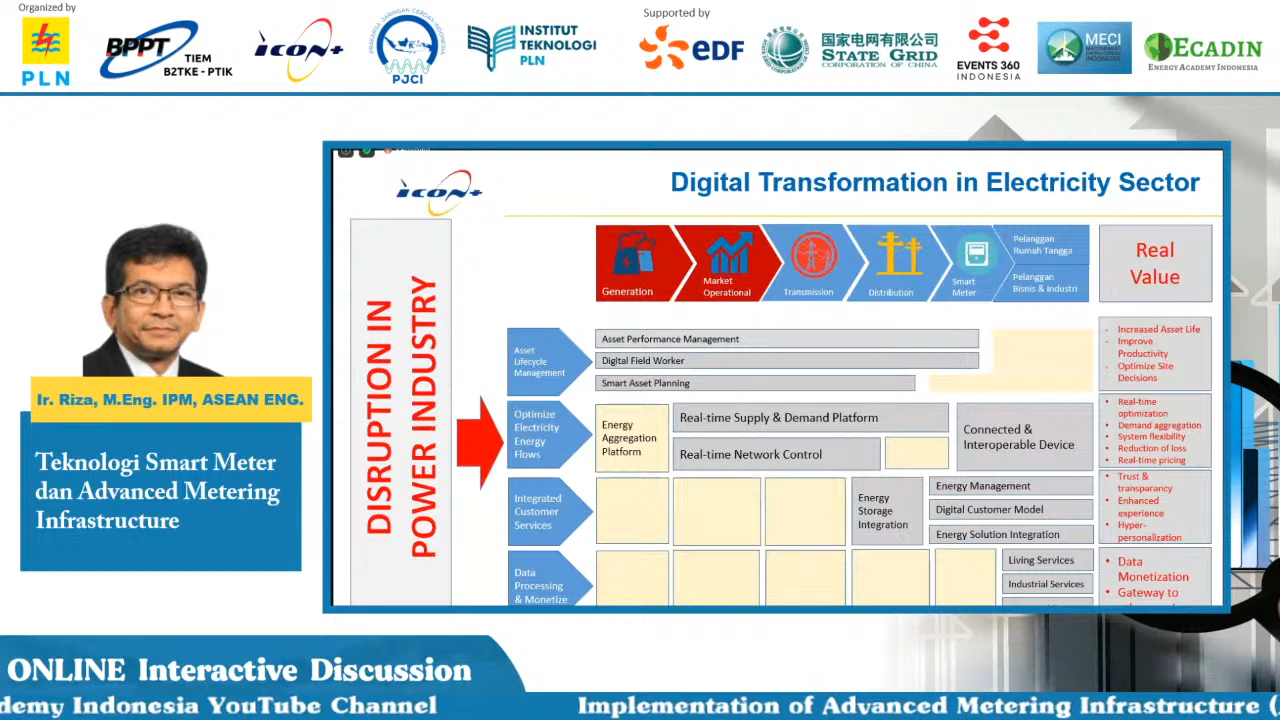 Organized by
Supported by
PLN
BPPT
TIEM
B2TKE - PTIK
icon+
PRAKARSA JARINGAN CERDAS INDONESIA
PJCI
INSTITUT
TEKNOLOGI
PLN
eDF
国家电网有限公司
STATE GRID
CORPORATION OF CHINA
EVENTS 360
INDONESIA
MECI
ECADIN
ENERGY ACADEMY INDONESIA
icon+
Digital Transformation in Electricity Sector
DISRUPTION IN
POWER INDUSTRY
Generation
Market
Operational
Transmission
Distribution
Smart
Meter
Pelanggan
Rumah Tangga
Pelanggan
Bisnis & Industri
Real
Value
Asset
Lifecycle
Management
Asset Performance Management
Digital Field Worker
Smart Asset Planning
- Increased Asset Life
- Improve
Productivity
- Optimize Site
Decisions
Optimize
Electricity
Energy
Flows
Energy
Aggregation
Platform
Real-time Supply & Demand Platform
Real-time Network Control
Connected &
Interoperable Device
• Real-time
optimization
• Demand aggregation
• System flexibility
• Reduction of loss
• Real-time pricing
Integrated
Customer
Services
Energy
Storage
Integration
Energy Management
Digital Customer Model
Energy Solution Integration
• Trust &
transparancy
• Enhanced
experience
• Hyper-
personalization
Data
Processing
& Monetize
Living Services
Industrial Services
• Data
Monetization
• Gateway to
Ir. Riza, M.Eng. IPM, ASEAN ENG.
Teknologi Smart Meter
dan Advanced Metering
Infrastructure
ONLINE Interactive Discussion
demy Indonesia YouTube Channel
Implementation of Advanced Metering Infrastructure (